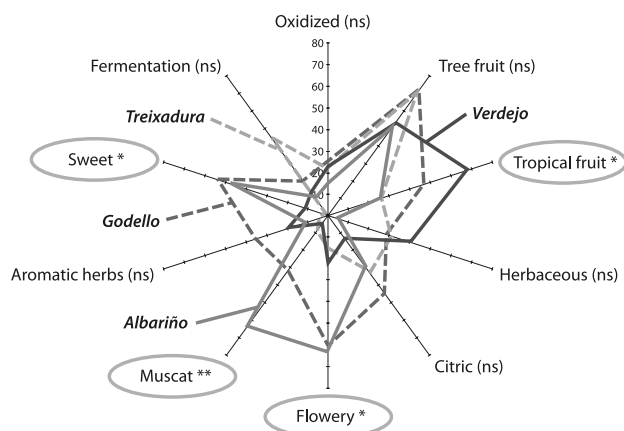 Oxidized (ns)
80
70
60
50
40
30
20
Fermentation (ns)
Tree fruit (ns)
Treixadura
Verdejo
Sweet *
Tropical fruit *
Godello
Aromatic herbs (ns)
Herbaceous (ns)
Albariño
Citric (ns)
Muscat **
Flowery *